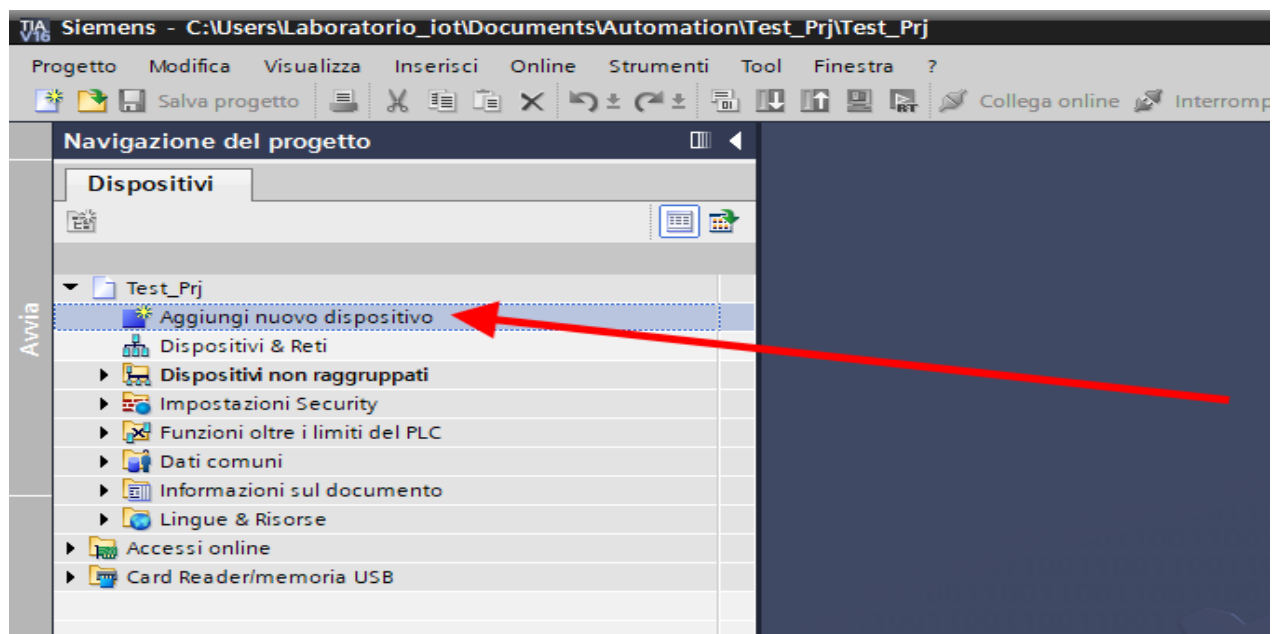 TIA V16 Siemens - C:\Users\Laboratorio_iot\Documents\Automation\Test_Prj\Test_Prj
Progetto Modifica Visualizza Inserisci Online Strumenti Tool Finestra ?
Salva progetto Collega online Interromp
Navigazione del progetto
Dispositivi
Test_Prj
Aggiungi nuovo dispositivo
Dispositivi & Reti
Dispositivi non raggruppati
Impostazioni Security
Funzioni oltre i limiti del PLC
Dati comuni
Informazioni sul documento
Lingue & Risorse
Accessi online
Card Reader/memoria USB
Avvia